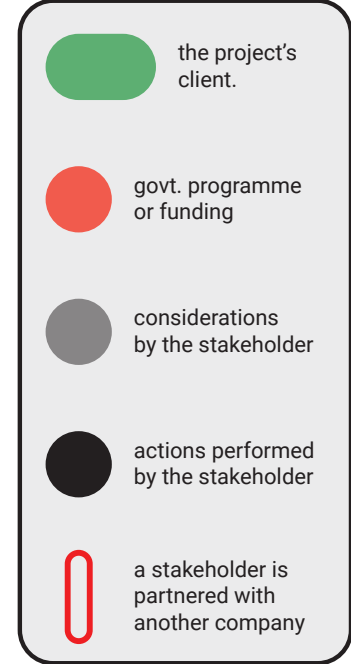 the project's
client.
govt. programme
or funding
considerations
by the stakeholder
actions performed
by the stakeholder
a stakeholder is
partnered with
another company